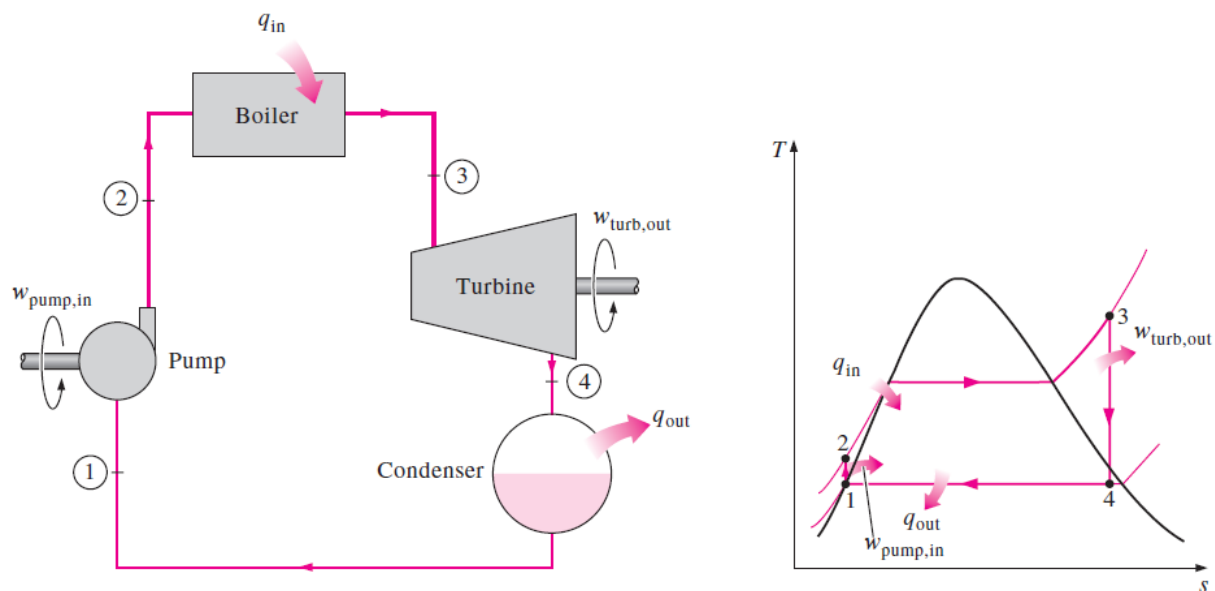 q_in
Boiler
2
3
w_turb,out
w_pump,in
Turbine
Pump
4
q_out
1
Condenser
T
3
w_turb,out
q_in
2
1
4
q_out
w_pump,in
s